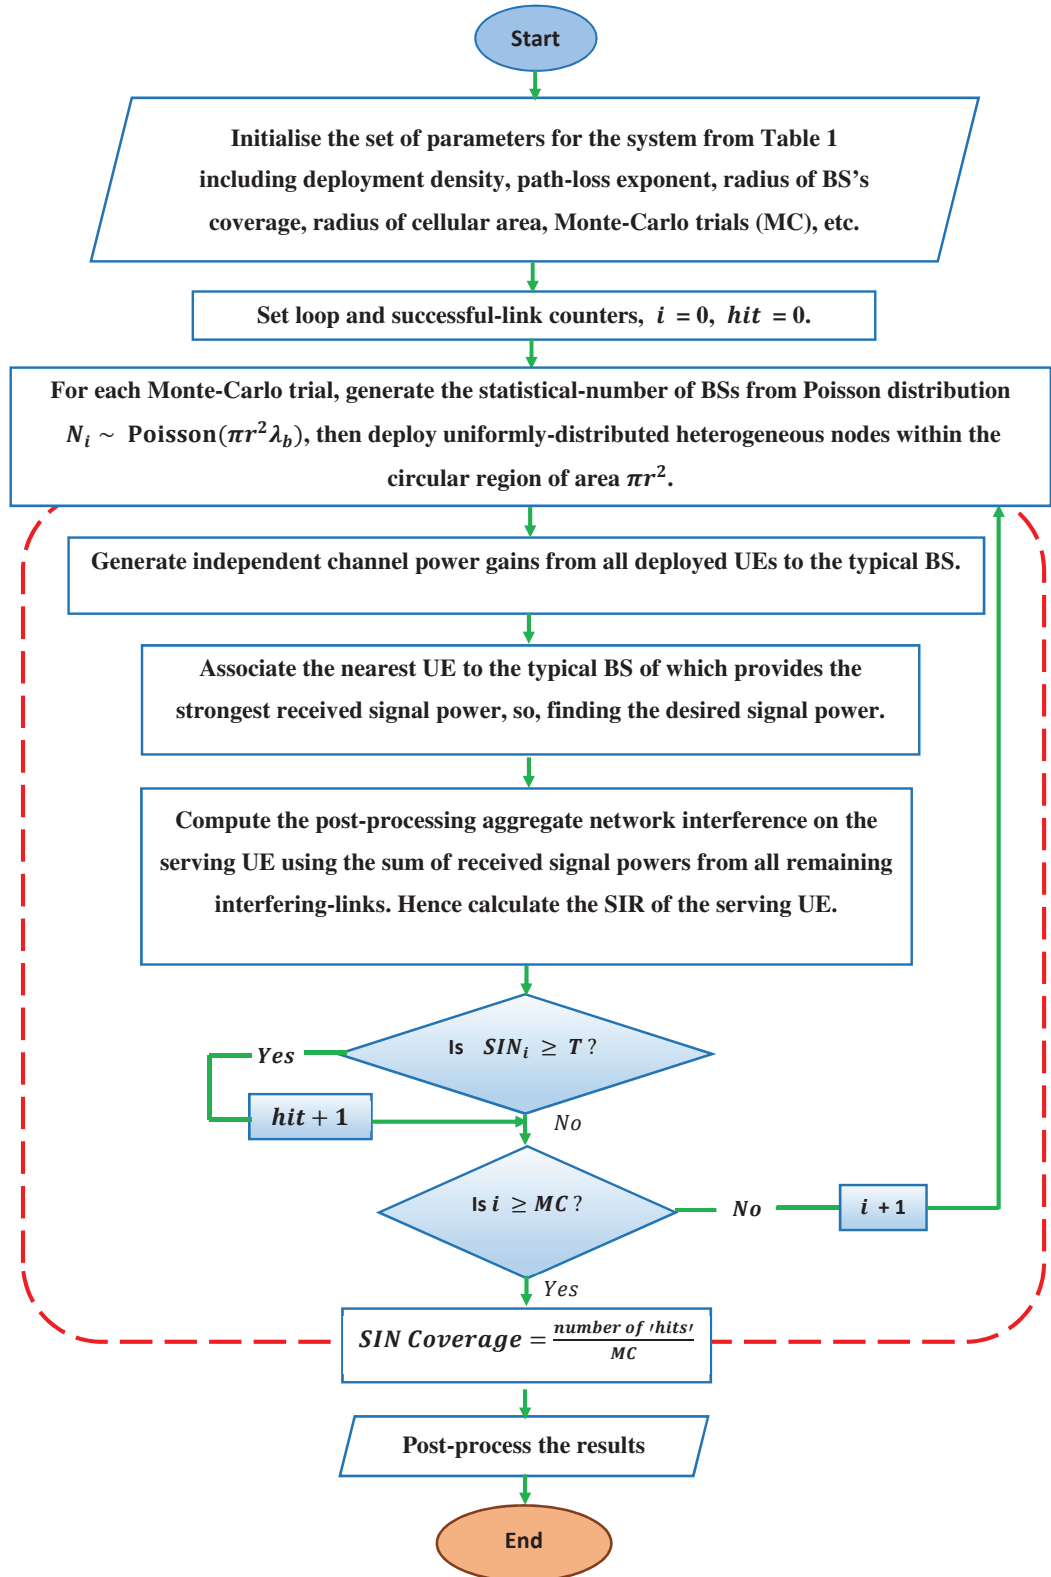 Start
Initialise the set of parameters for the system from Table 1
including deployment density, path-loss exponent, radius of BS's
coverage, radius of cellular area, Monte-Carlo trials (MC), etc.
Set loop and successful-link counters, i = 0, hit = 0.
For each Monte-Carlo trial, generate the statistical-number of BSs from Poisson distribution
N_i ∼ Poisson(πr²λ_b), then deploy uniformly-distributed heterogeneous nodes within the
circular region of area πr².
Generate independent channel power gains from all deployed UEs to the typical BS.
Associate the nearest UE to the typical BS of which provides the
strongest received signal power, so, finding the desired signal power.
Compute the post-processing aggregate network interference on the
serving UE using the sum of received signal powers from all remaining
interfering-links. Hence calculate the SIR of the serving UE.
Is SIN_i ≥ T ?
Yes
hit + 1
No
Is i ≥ MC ?
No
i + 1
Yes
SIN Coverage = number of 'hits' / MC
Post-process the results
End